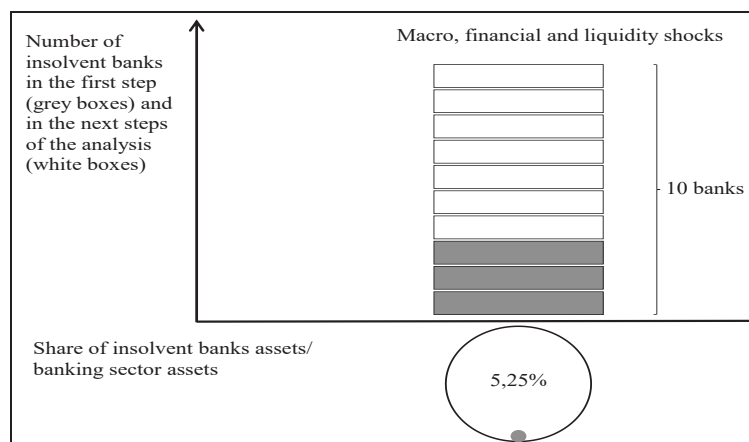 Number of
insolvent banks
in the first step
(grey boxes) and
in the next steps
of the analysis
(white boxes)
Macro, financial and liquidity shocks
10 banks
Share of insolvent banks assets/
banking sector assets
5,25%